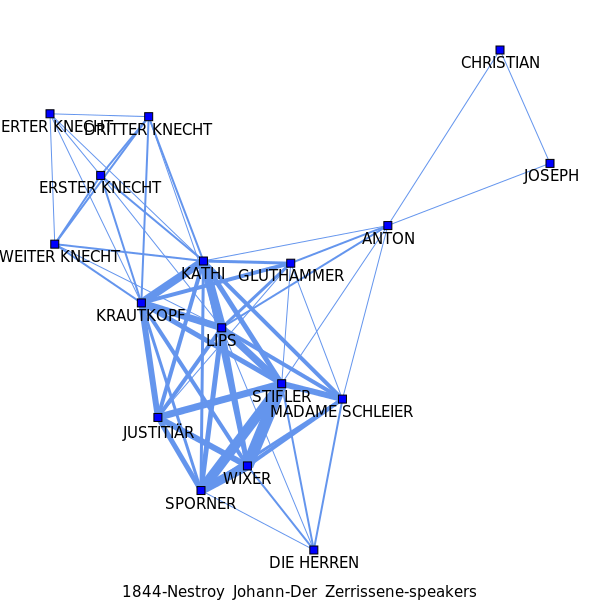 CHRISTIAN
ERTER KNECHT
DRITTER KNECHT
JOSEPH
ERSTER KNECHT
ANTON
WEITER KNECHT
KATHI
GLUTHAMMER
KRAUTKOPF
LIPS
STIFLER
MADAME SCHLEIER
JUSTITIÄR
WIXER
SPORNER
DIE HERREN
1844-Nestroy Johann-Der Zerrissene-speakers